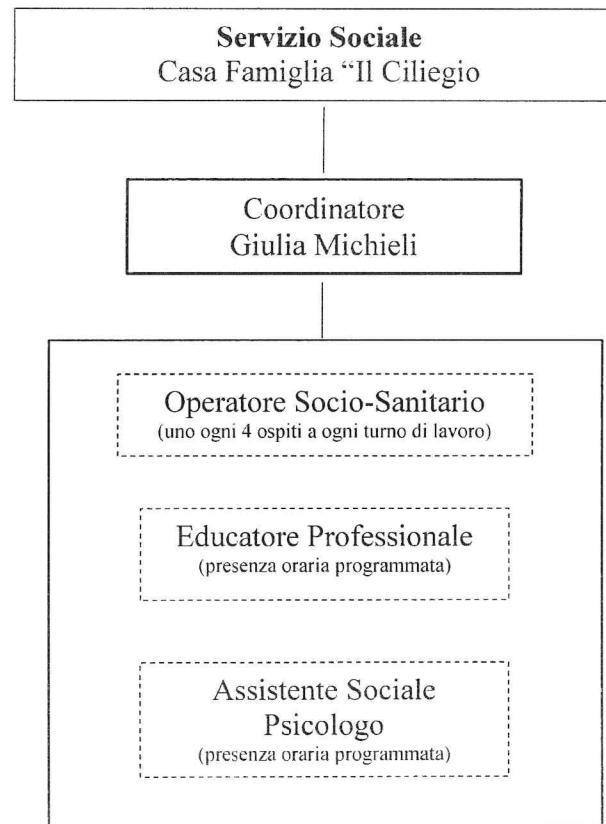 Servizio Sociale
Casa Famiglia “Il Ciliegio
Coordinatore
Giulia Michieli
Operatore Socio-Sanitario
(uno ogni 4 ospiti a ogni turno di lavoro)
Educatore Professionale
(presenza oraria programmata)
Assistente Sociale
Psicologo
(presenza oraria programmata)